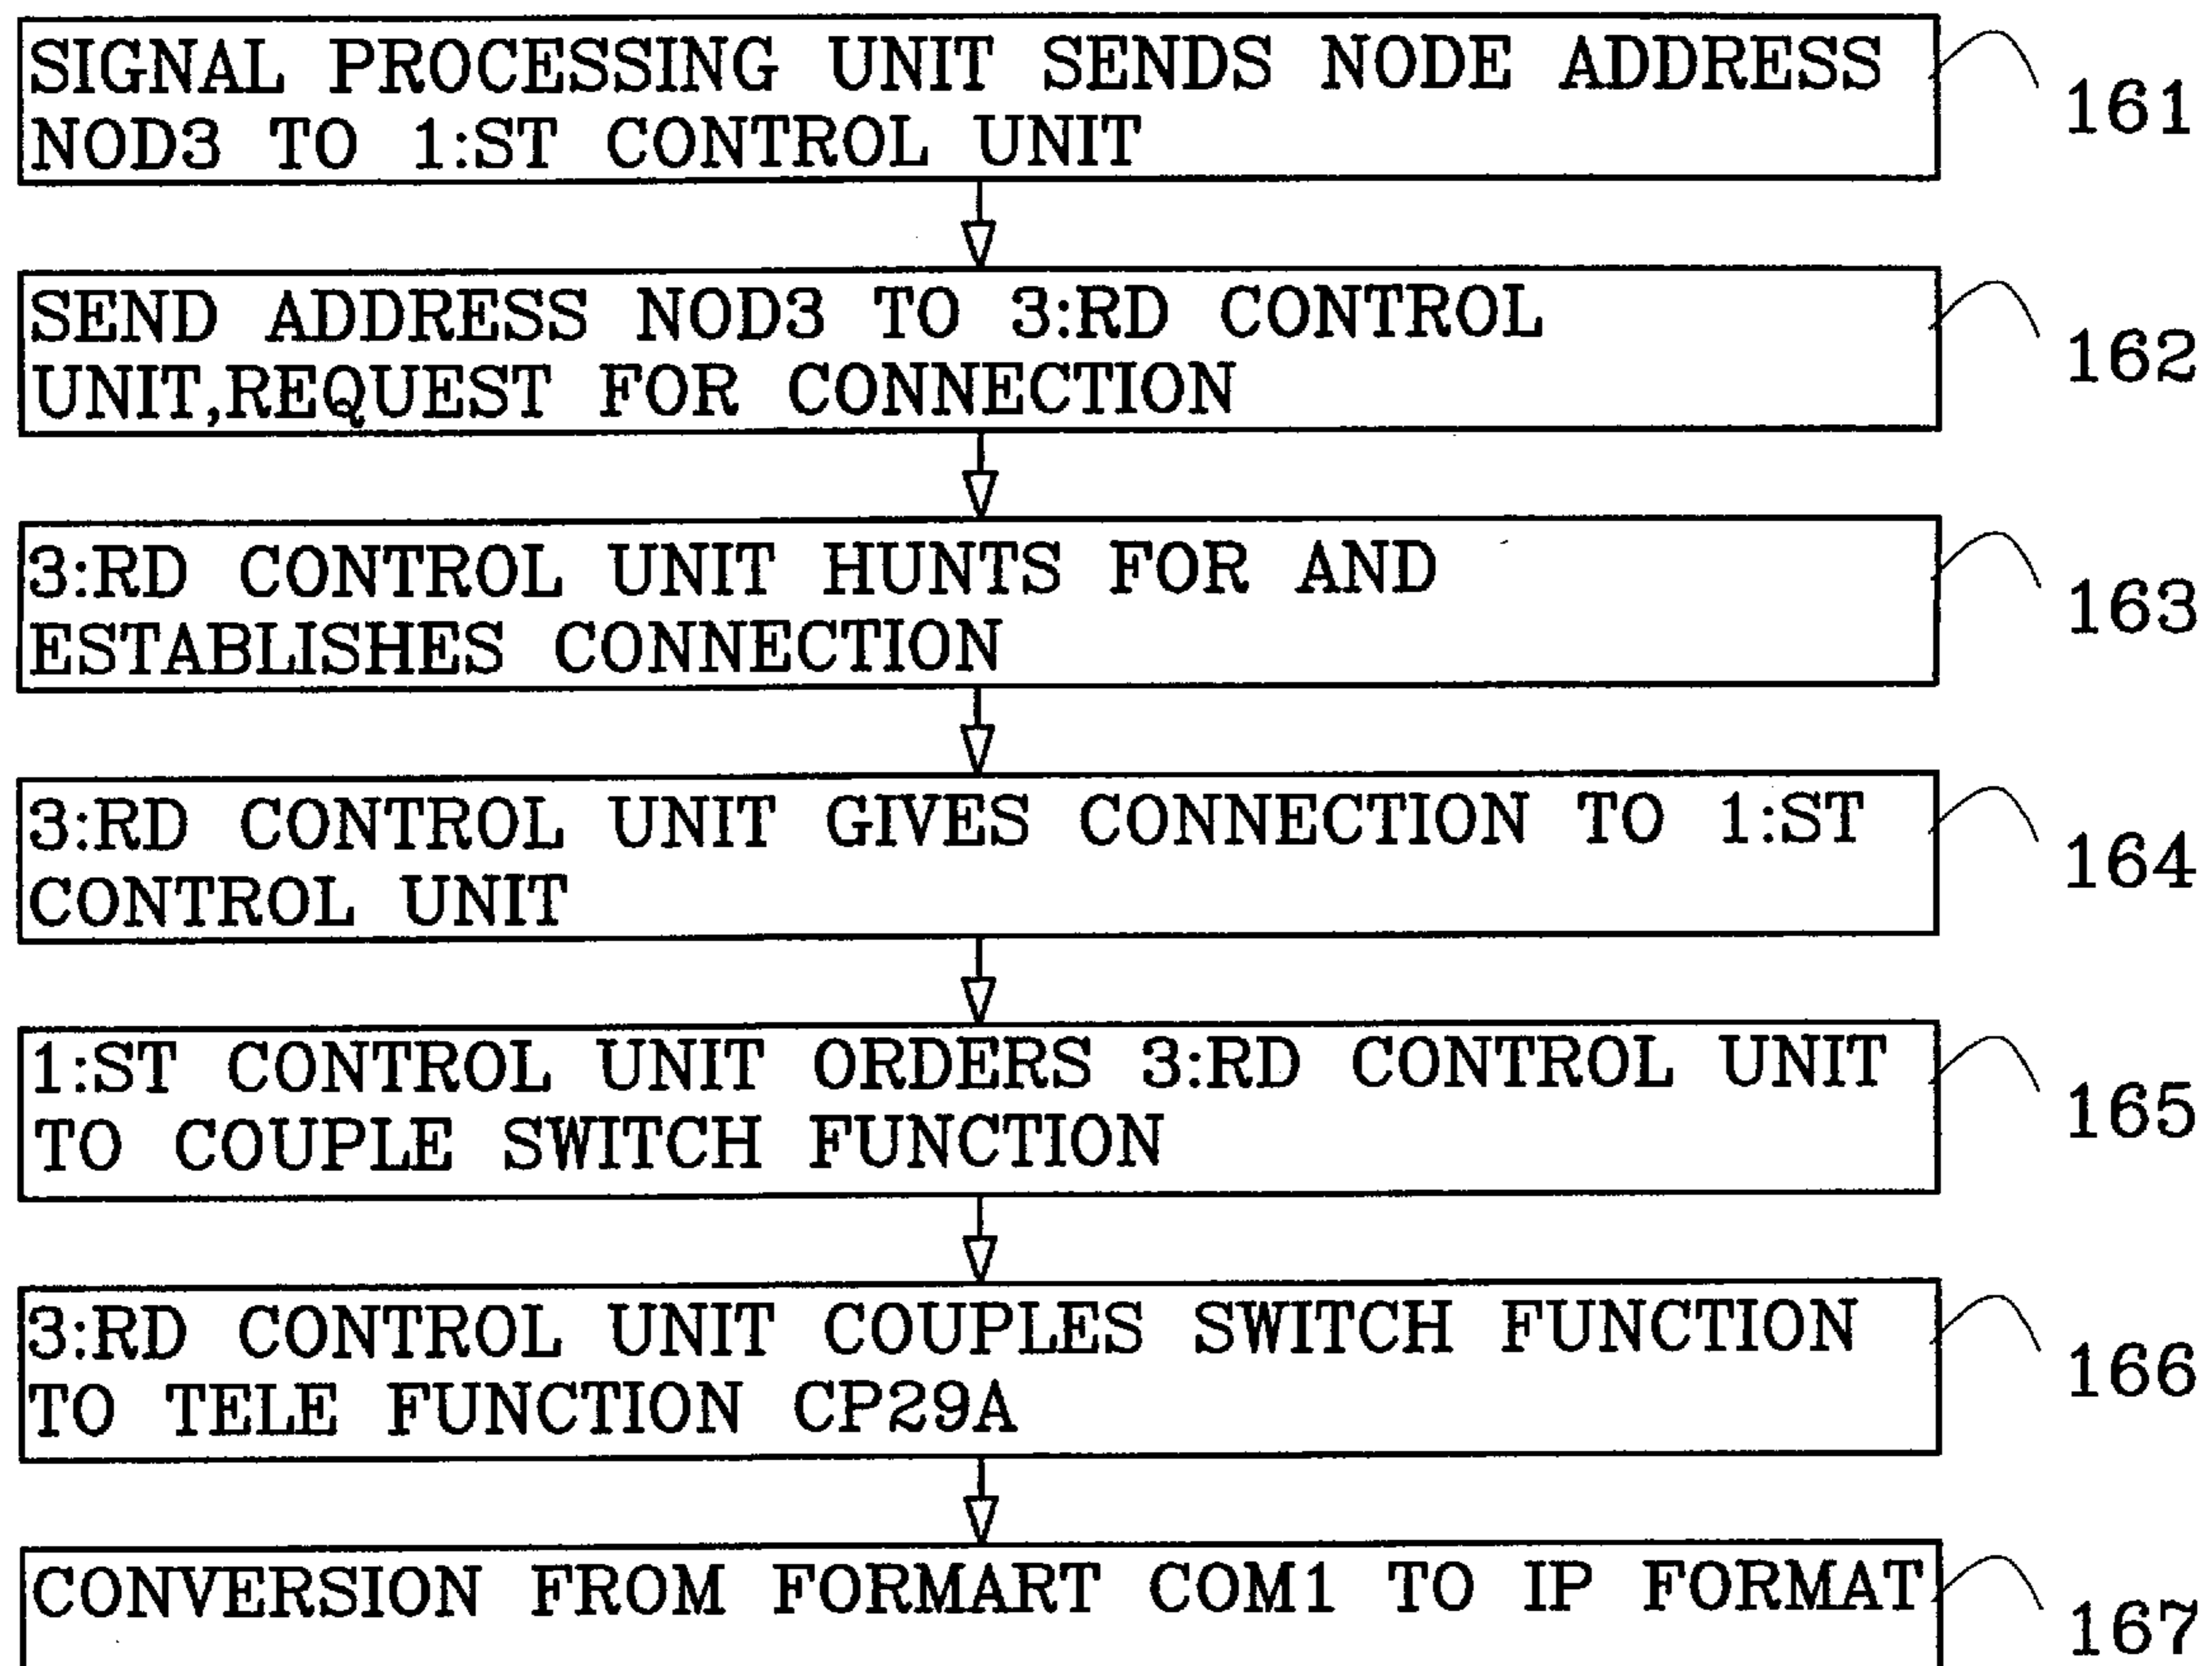 SIGNAL PROCESSING UNIT SENDS NODE ADDRESS
NOD3 TO 1:ST CONTROL UNIT
161
SEND ADDRESS NOD3 TO 3:RD CONTROL
UNIT,REQUEST FOR CONNECTION
162
3:RD CONTROL UNIT HUNTS FOR AND
ESTABLISHES CONNECTION
163
3:RD CONTROL UNIT GIVES CONNECTION TO 1:ST
CONTROL UNIT
164
1:ST CONTROL UNIT ORDERS 3:RD CONTROL UNIT
TO COUPLE SWITCH FUNCTION
165
3:RD CONTROL UNIT COUPLES SWITCH FUNCTION
TO TELE FUNCTION CP29A
166
CONVERSION FROM FORMART COM1 TO IP FORMAT
167